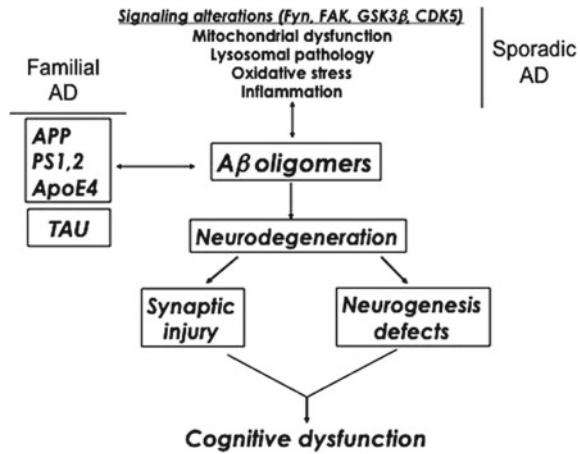 Signaling alterations (Fyn, FAK, GSK3β, CDK5)
Mitochondrial dysfunction
Lysosomal pathology
Oxidative stress
Inflammation
Sporadic
AD
Familial
AD
APP
PS1,2
ApoE4
TAU
Aβ oligomers
Neurodegeneration
Synaptic
injury
Neurogenesis
defects
Cognitive dysfunction